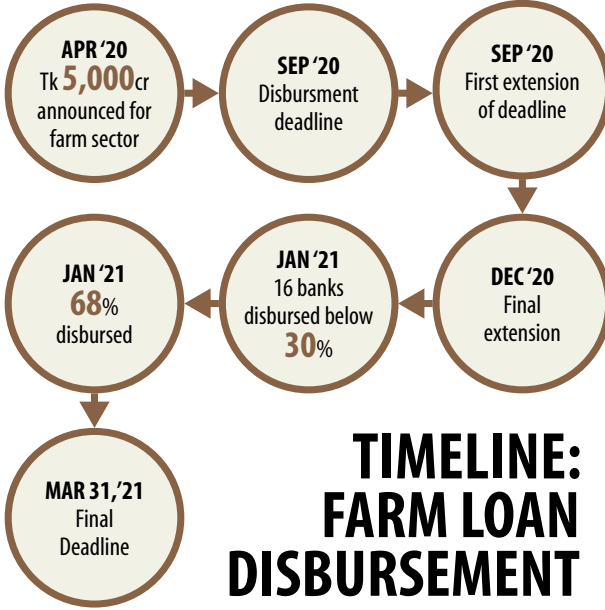 APR ‘20
Tk 5,000cr
announced for
farm sector
SEP ‘20
Disbursment
deadline
SEP ‘20
First extension
of deadline
DEC ‘20
Final
extension
JAN ‘21
16 banks
disbursed below
30%
JAN ‘21
68%
disbursed
MAR 31,’21
Final
Deadline
TIMELINE:
FARM LOAN
DISBURSEMENT